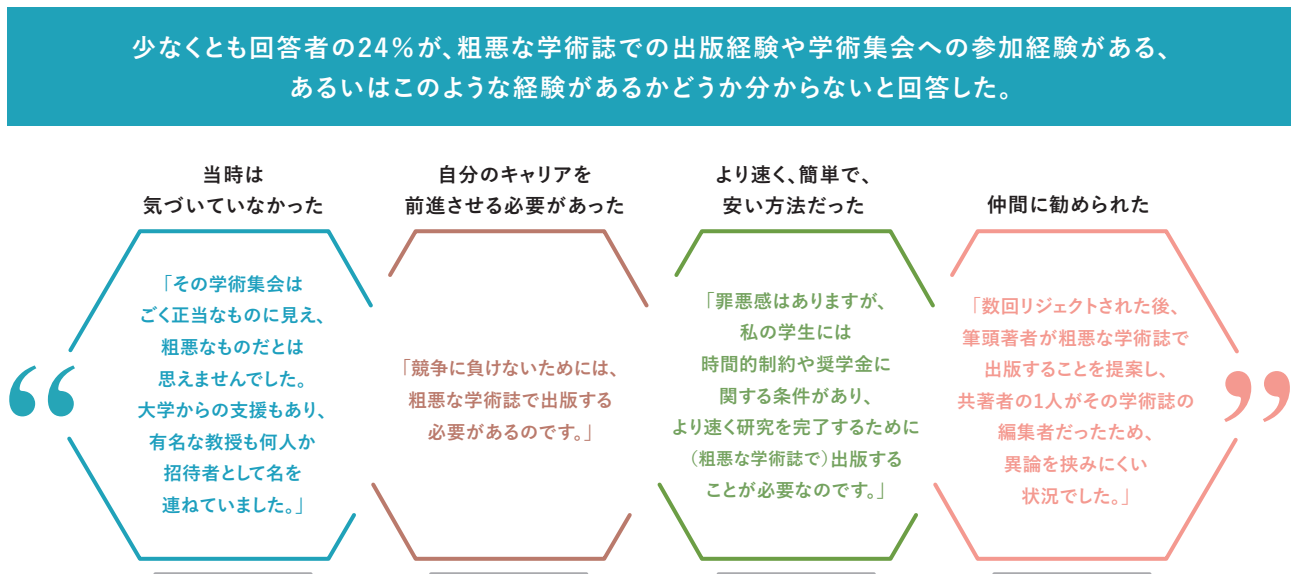 少なくとも回答者の24％が、粗悪な学術誌での出版経験や学術集会への参加経験がある、
あるいはこのような経験があるかどうか分からないと回答した。
当時は
気づいていなかった
「その学術集会は
ごく正当なものに見え、
粗悪なものだとは
思えませんでした。
大学からの支援もあり、
有名な教授も何人か
招待者として名を
連ねていました。」
自分のキャリアを
前進させる必要があった
「競争に負けないためには、
粗悪な学術誌で出版する
必要があるのです。」
より速く、簡単で、
安い方法だった
「罪悪感はありますが、
私の学生には
時間的制約や奨学金に
関する条件があり、
より速く研究を完了するために
（粗悪な学術誌で）出版する
ことが必要なのです。」
仲間に勧められた
「数回リジェクトされた後、
筆頭著者が粗悪な学術誌で
出版することを提案し、
共著者の1人がその学術誌の
編集者だったため、
異論を挟みにくい
状況でした。」